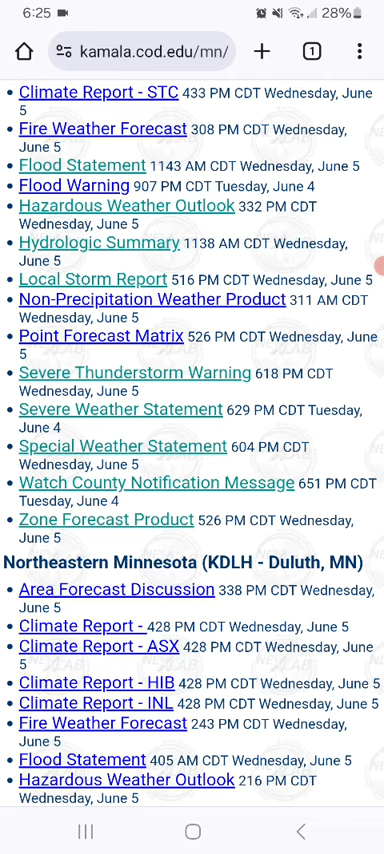 6:25 28%
kamala.cod.edu/mn/ 1
Climate Report - STC 433 PM CDT Wednesday, June
5
Fire Weather Forecast 308 PM CDT Wednesday,
June 5
Flood Statement 1143 AM CDT Wednesday, June 5
Flood Warning 907 PM CDT Tuesday, June 4
Hazardous Weather Outlook 332 PM CDT
Wednesday, June 5
Hydrologic Summary 1138 AM CDT Wednesday,
June 5
Local Storm Report 516 PM CDT Wednesday, June 5
Non-Precipitation Weather Product 311 AM CDT
Wednesday, June 5
Point Forecast Matrix 526 PM CDT Wednesday, June
5
Severe Thunderstorm Warning 618 PM CDT
Wednesday, June 5
Severe Weather Statement 629 PM CDT Tuesday,
June 4
Special Weather Statement 604 PM CDT
Wednesday, June 5
Watch County Notification Message 651 PM CDT
Tuesday, June 4
Zone Forecast Product 526 PM CDT Wednesday,
June 5
Northeastern Minnesota (KDLH - Duluth, MN)
Area Forecast Discussion 338 PM CDT Wednesday,
June 5
Climate Report - 428 PM CDT Wednesday, June 5
Climate Report - ASX 428 PM CDT Wednesday, June
5
Climate Report - HIB 428 PM CDT Wednesday, June 5
Climate Report - INL 428 PM CDT Wednesday, June 5
Fire Weather Forecast 243 PM CDT Wednesday,
June 5
Flood Statement 405 AM CDT Wednesday, June 5
Hazardous Weather Outlook 216 PM CDT
Wednesday, June 5